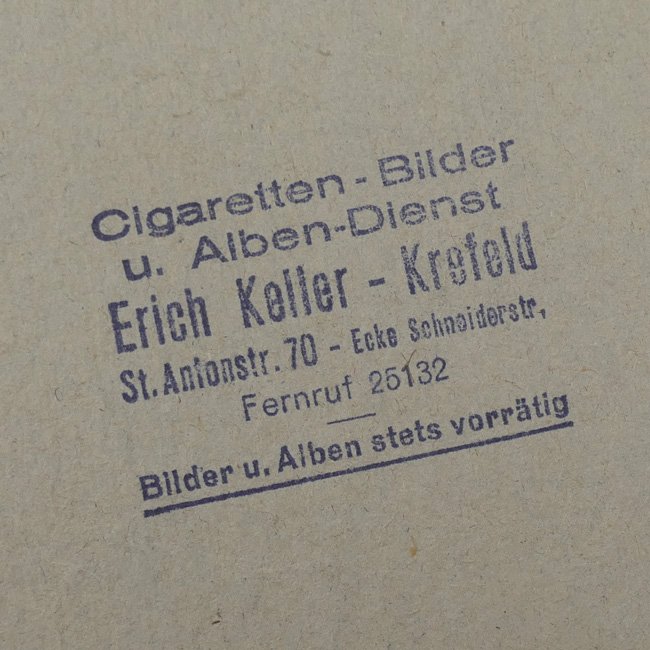 Cigaretten-Bilder
u. Alben-Dienst
Erich Keller - Krefeld
St. Antonstr. 70 - Ecke Schneiderstr,
Fernruf 25132
Bilder u. Alben stets vorrätig